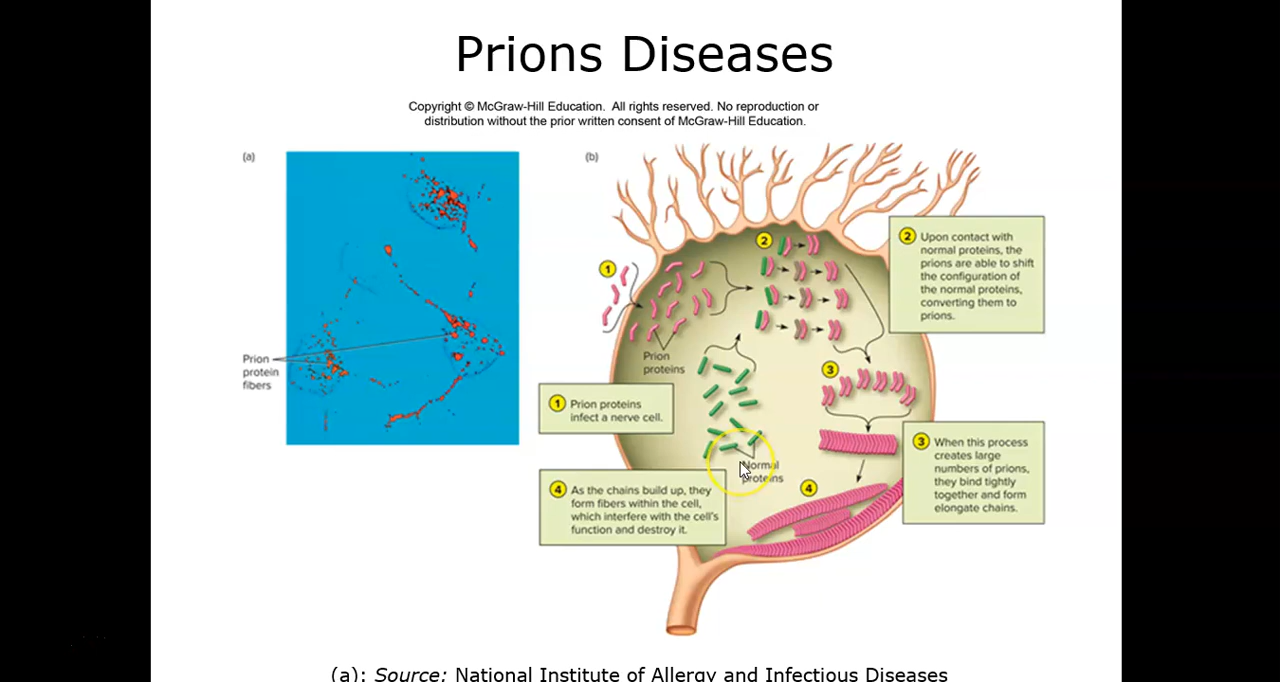 Prions Diseases
Copyright © McGraw-Hill Education. All rights reserved. No reproduction or
distribution without the prior written consent of McGraw-Hill Education.
(a)
Prion
protein
fibers
(b)
1
Prion
proteins
2
2 Upon contact with
normal proteins, the
prions are able to shift
the configuration of
the normal proteins,
converting them to
prions.
1 Prion proteins
infect a nerve cell.
3
Normal
proteins
3 When this process
creates large
numbers of prions,
they bind tightly
together and form
elongate chains.
4 As the chains build up, they
form fibers within the cell,
which interfere with the cell's
function and destroy it.
4
(a): Source: National Institute of Allergy and Infectious Diseases